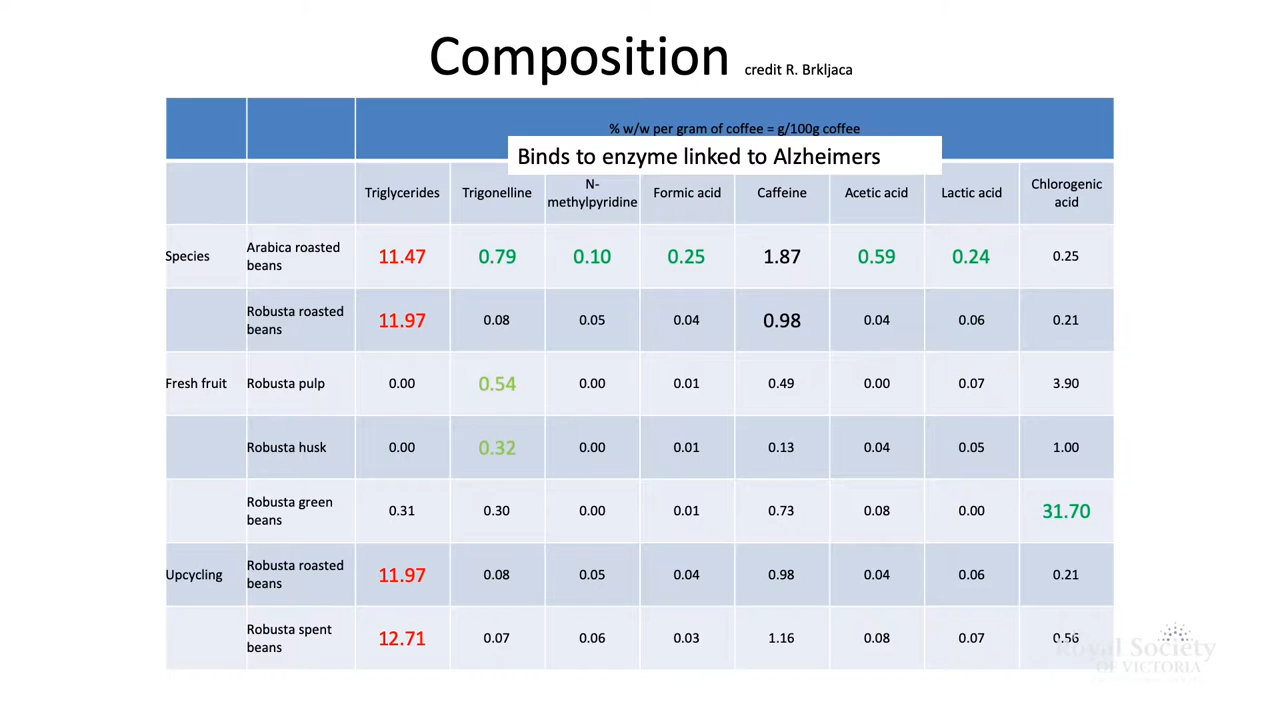 Composition credit R. Brkljaca
% w/w per gram of coffee = g/100g coffee
Binds to enzyme linked to Alzheimers
Triglycerides Trigonelline N-methylpyridine Formic acid Caffeine Acetic acid Lactic acid Chlorogenic acid
Species Arabica roasted beans 11.47 0.79 0.10 0.25 1.87 0.59 0.24 0.25
Robusta roasted beans 11.97 0.08 0.05 0.04 0.98 0.04 0.06 0.21
Fresh fruit Robusta pulp 0.00 0.54 0.00 0.01 0.49 0.00 0.07 3.90
Robusta husk 0.00 0.32 0.00 0.01 0.13 0.04 0.05 1.00
Robusta green beans 0.31 0.30 0.00 0.01 0.73 0.08 0.00 31.70
Upcycling Robusta roasted beans 11.97 0.08 0.05 0.04 0.98 0.04 0.06 0.21
Robusta spent beans 12.71 0.07 0.06 0.03 1.16 0.08 0.07 0.56
Royal Society
OF VICTORIA